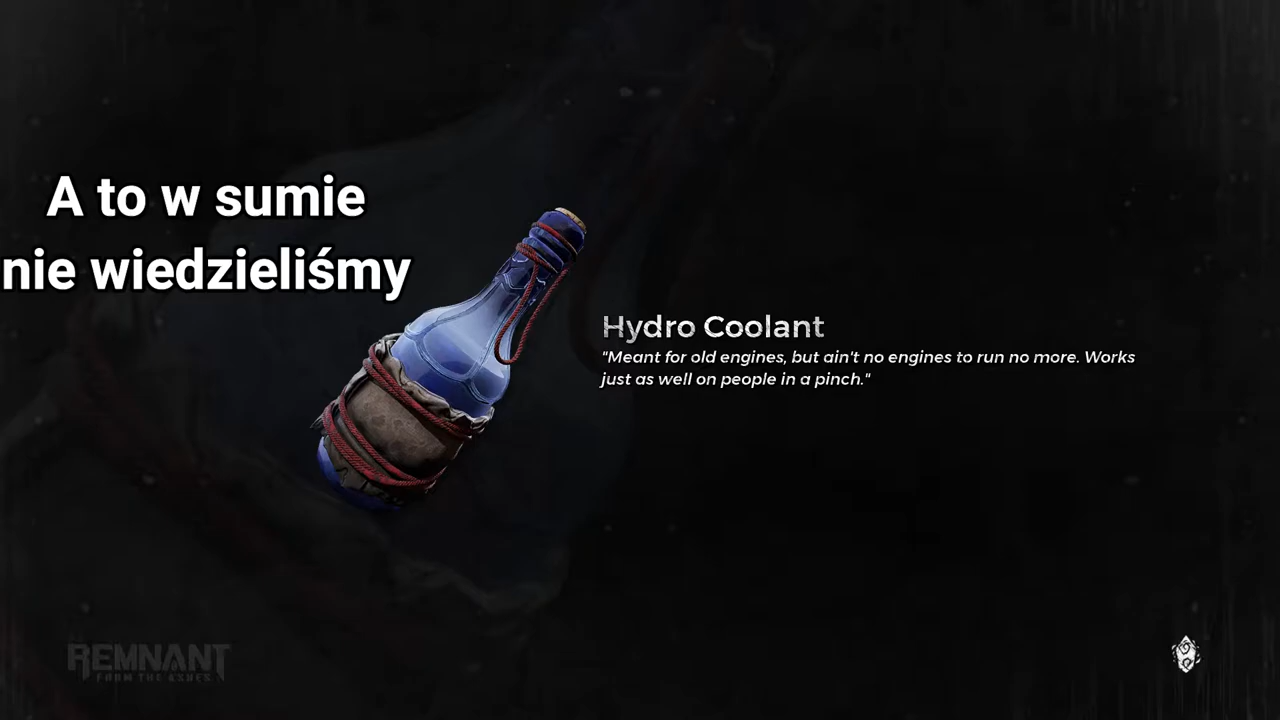 A to w sumie
nie wiedzieliśmy
Hydro Coolant
"Meant for old engines, but ain't no engines to run no more. Works
just as well on people in a pinch."
REMNANT
FROM THE ASHES